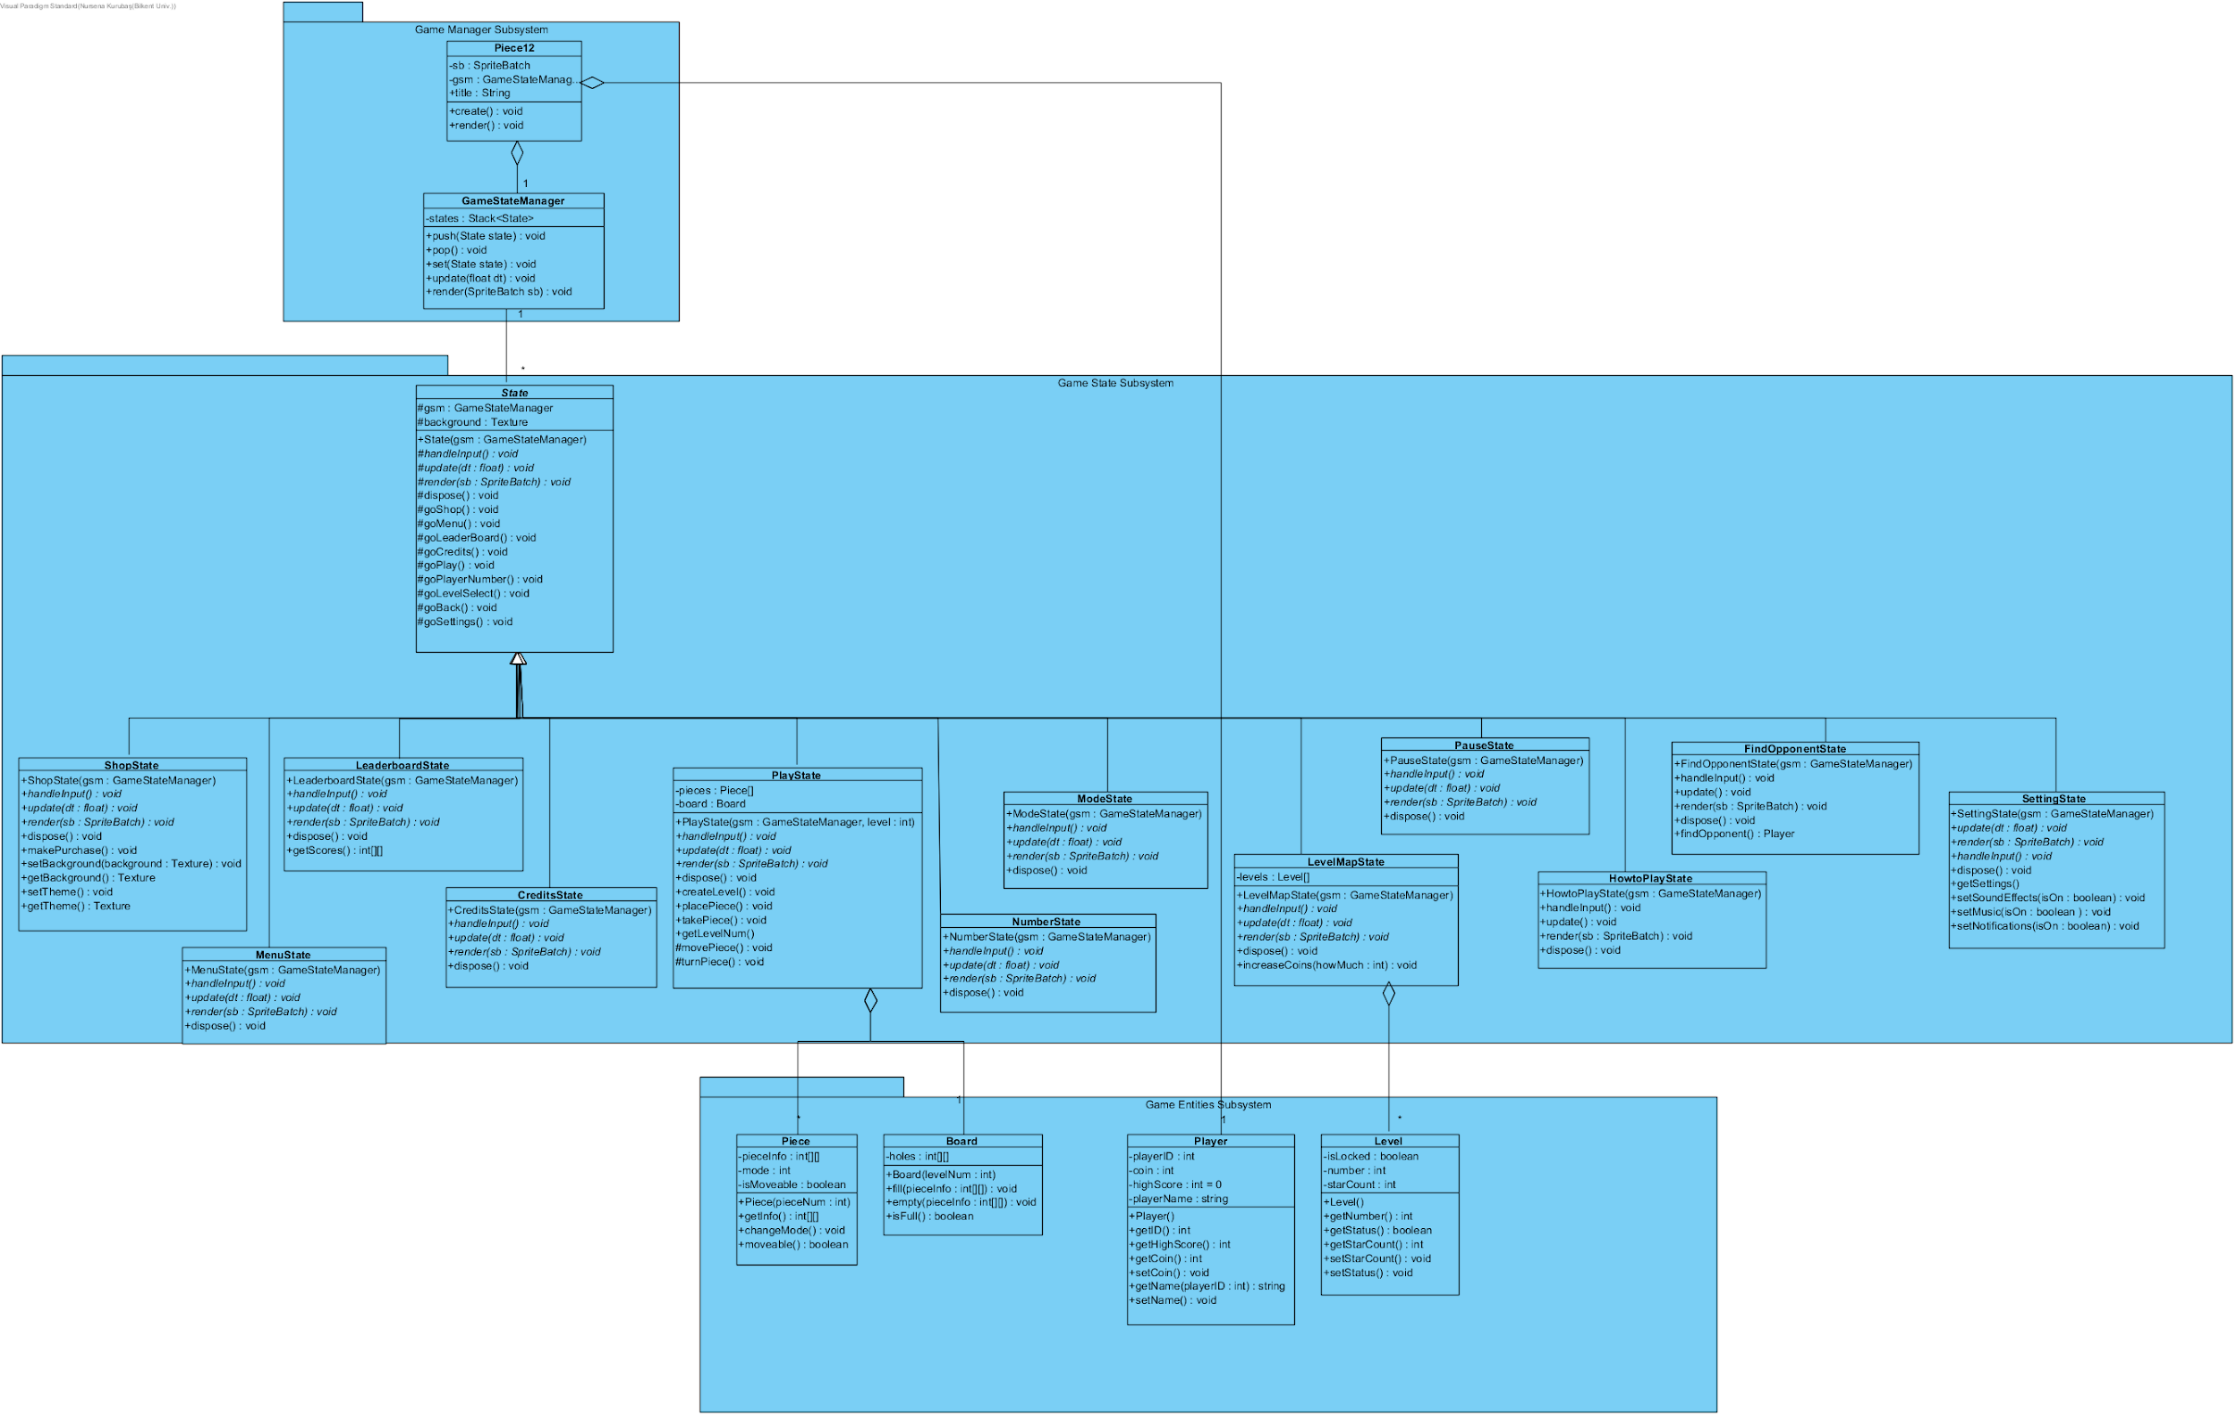 Visual Paradigm Standard(Numena Kurubaş(Bilkent Univ.))
Game Manager Subsystem
Piece12
-sb : SpriteBatch
-gsm : GameStateManag...
+title : String
+create() : void
+render() : void
1
GameStateManager
-states : Stack<State>
+push(State state) : void
+pop() : void
+set(State state) : void
+update(float dt) : void
+render(SpriteBatch sb) : void
1
*
Game State Subsystem
State
#gsm : GameStateManager
#background : Texture
+State(gsm : GameStateManager)
#handleInput() : void
#update(dt : float) : void
#render(sb : SpriteBatch) : void
#dispose() : void
#goShop() : void
#goMenu() : void
#goLeaderBoard() : void
#goCredits() : void
#goPlay() : void
#goPlayerNumber() : void
#goLevelSelect() : void
#goBack() : void
#goSettings() : void
ShopState
+ShopState(gsm : GameStateManager)
+handleInput() : void
+update(dt : float) : void
+render(sb : SpriteBatch) : void
+dispose() : void
+makePurchase() : void
+setBackground(background : Texture) : void
+getBackground() : Texture
+setTheme() : void
+getTheme() : Texture
MenuState
+MenuState(gsm : GameStateManager)
+handleInput() : void
+update(dt : float) : void
+render(sb : SpriteBatch) : void
+dispose() : void
LeaderboardState
+LeaderboardState(gsm : GameStateManager)
+handleInput() : void
+update(dt : float) : void
+render(sb : SpriteBatch) : void
+dispose() : void
+getScores() : int[][]
CreditsState
+CreditsState(gsm : GameStateManager)
+handleInput() : void
+update(dt : float) : void
+render(sb : SpriteBatch) : void
+dispose() : void
PlayState
-pieces : Piece[]
-board : Board
+PlayState(gsm : GameStateManager, level : int)
+handleInput() : void
+update(dt : float) : void
+render(sb : SpriteBatch) : void
+dispose() : void
+createLevel() : void
+placePiece() : void
+takePiece() : void
+getLevelNum()
#movePiece() : void
#turnPiece() : void
NumberState
+NumberState(gsm : GameStateManager)
+handleInput() : void
+update(dt : float) : void
+render(sb : SpriteBatch) : void
+dispose() : void
ModeState
+ModeState(gsm : GameStateManager)
+handleInput() : void
+update(dt : float) : void
+render(sb : SpriteBatch) : void
+dispose() : void
LevelMapState
-levels : Level[]
+LevelMapState(gsm : GameStateManager)
+handleInput() : void
+update(dt : float) : void
+render(sb : SpriteBatch) : void
+dispose() : void
+increaseCoins(howMuch : int) : void
PauseState
+PauseState(gsm : GameStateManager)
+handleInput() : void
+update(dt : float) : void
+render(sb : SpriteBatch) : void
+dispose() : void
HowtoPlayState
+HowtoPlayState(gsm : GameStateManager)
+handleInput() : void
+update() : void
+render(sb : SpriteBatch) : void
+dispose() : void
FindOpponentState
+FindOpponentState(gsm : GameStateManager)
+handleInput() : void
+update() : void
+render(sb : SpriteBatch) : void
+dispose() : void
+findOpponent() : Player
SettingState
+SettingState(gsm : GameStateManager)
+update(dt : float) : void
+render(sb : SpriteBatch) : void
+handleInput() : void
+dispose() : void
+getSettings()
+setSoundEffects(isOn : boolean) : void
+setMusic(isOn : boolean ) : void
+setNotifications(isOn : boolean) : void
Game Entities Subsystem
*
1
1
*
Piece
-pieceInfo : int[][]
-mode : int
-isMoveable : boolean
+Piece(pieceNum : int)
+getInfo() : int[][]
+changeMode() : void
+moveable() : boolean
Board
-holes : int[][]
+Board(levelNum : int)
+fill(pieceInfo : int[][]) : void
+empty(pieceInfo : int[][]) : void
+isFull() : boolean
Player
-playerID : int
-coin : int
-highScore : int = 0
-playerName : string
+Player()
+getID() : int
+getHighScore() : int
+getCoin() : int
+setCoin() : void
+getName(playerID : int) : string
+setName() : void
Level
-isLocked : boolean
-number : int
-starCount : int
+Level()
+getNumber() : int
+getStatus() : boolean
+getStarCount() : int
+setStarCount() : void
+setStatus() : void